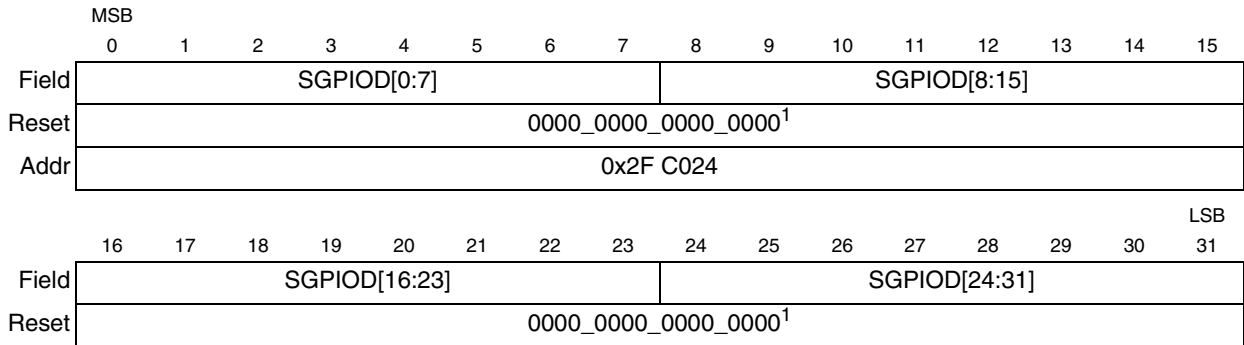 MSB
0 1 2 3 4 5 6 7 8 9 10 11 12 13 14 15
Field SGPIOD[0:7] SGPIOD[8:15]
Reset 0000_0000_0000_0000¹
Addr 0x2F C024
LSB
16 17 18 19 20 21 22 23 24 25 26 27 28 29 30 31
Field SGPIOD[16:23] SGPIOD[24:31]
Reset 0000_0000_0000_0000¹